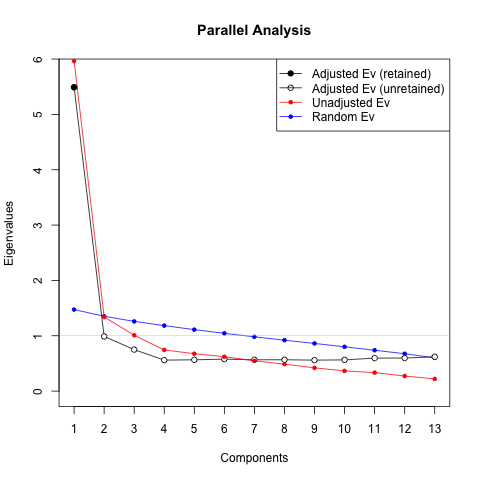 Parallel Analysis
Adjusted Ev (retained)
Adjusted Ev (unretained)
Unadjusted Ev
Random Ev
Eigenvalues
6
5
4
3
2
1
0
1 2 3 4 5 6 7 8 9 10 11 12 13
Components